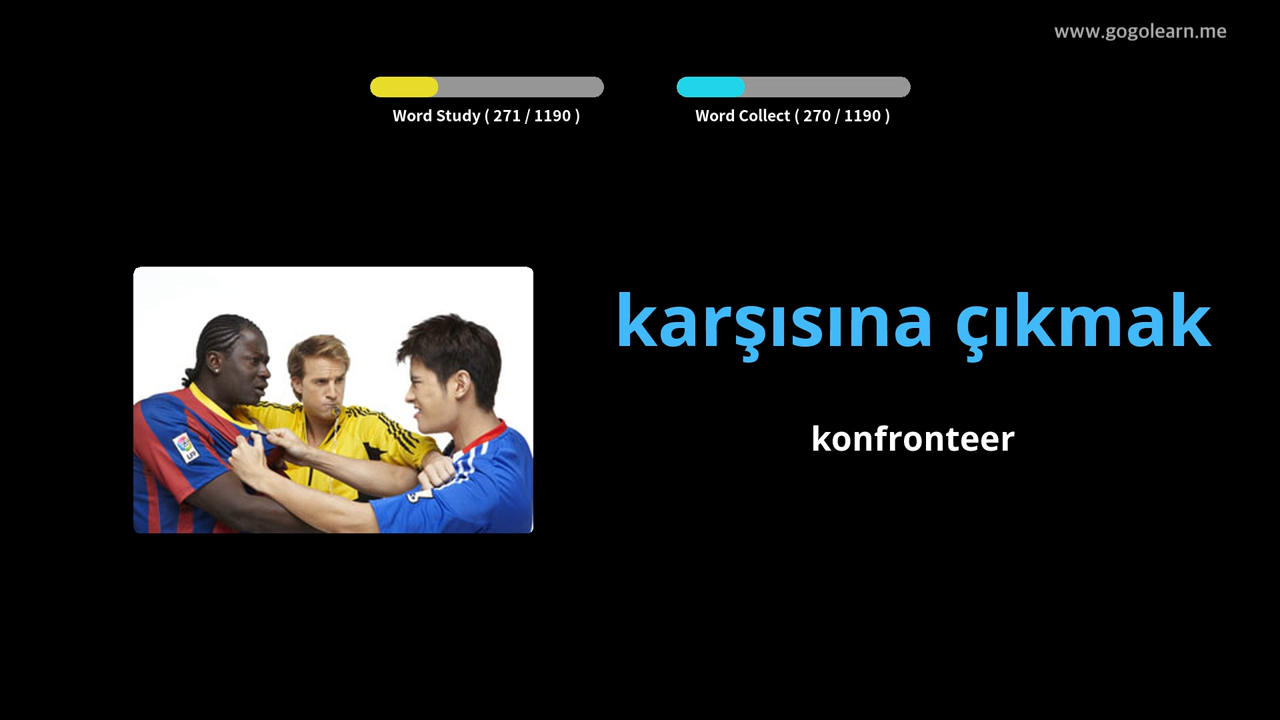 www.gogolearn.me
Word Study ( 271 / 1190 )
Word Collect ( 270 / 1190 )
karşısına çıkmak
konfronteer